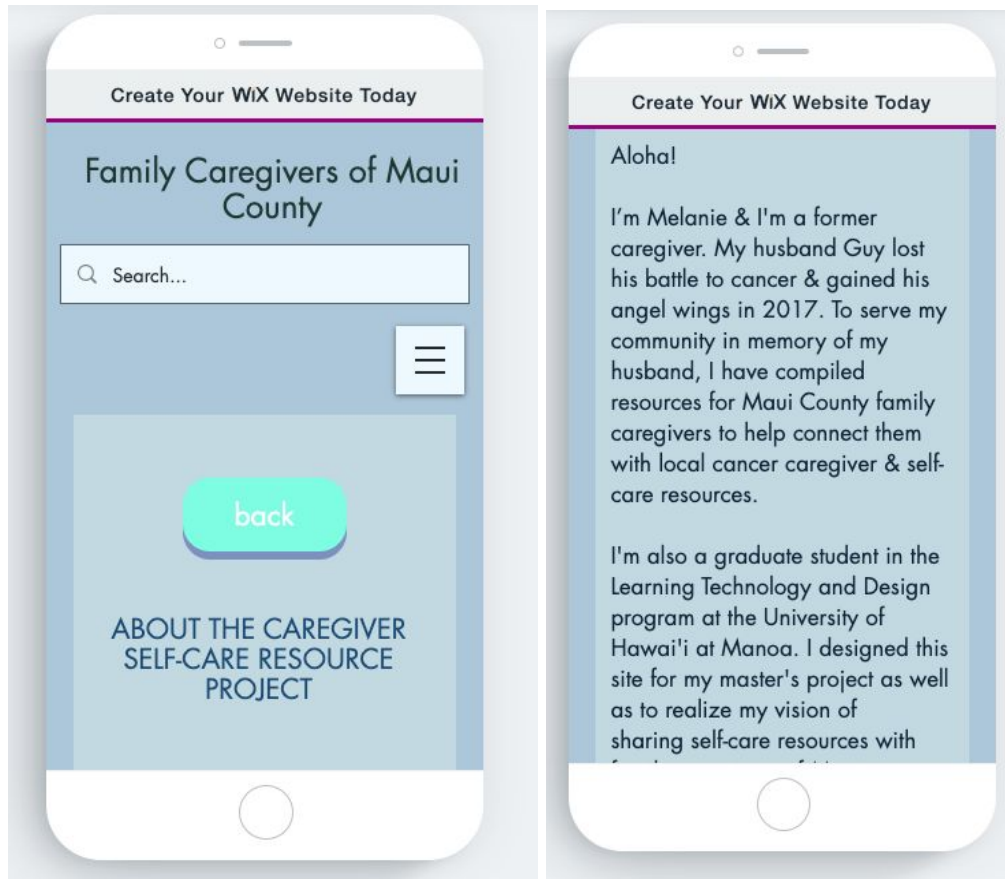 Create Your WiX Website Today
Family Caregivers of Maui
County
Search...
back
ABOUT THE CAREGIVER
SELF-CARE RESOURCE
PROJECT
Create Your WiX Website Today
Aloha!
I'm Melanie & I'm a former
caregiver. My husband Guy lost
his battle to cancer & gained his
angel wings in 2017. To serve my
community in memory of my
husband, I have compiled
resources for Maui County family
caregivers to help connect them
with local cancer caregiver & self-
care resources.
I'm also a graduate student in the
Learning Technology and Design
program at the University of
Hawai'i at Manoa. I designed this
site for my master's project as well
as to realize my vision of
sharing self-care resources with